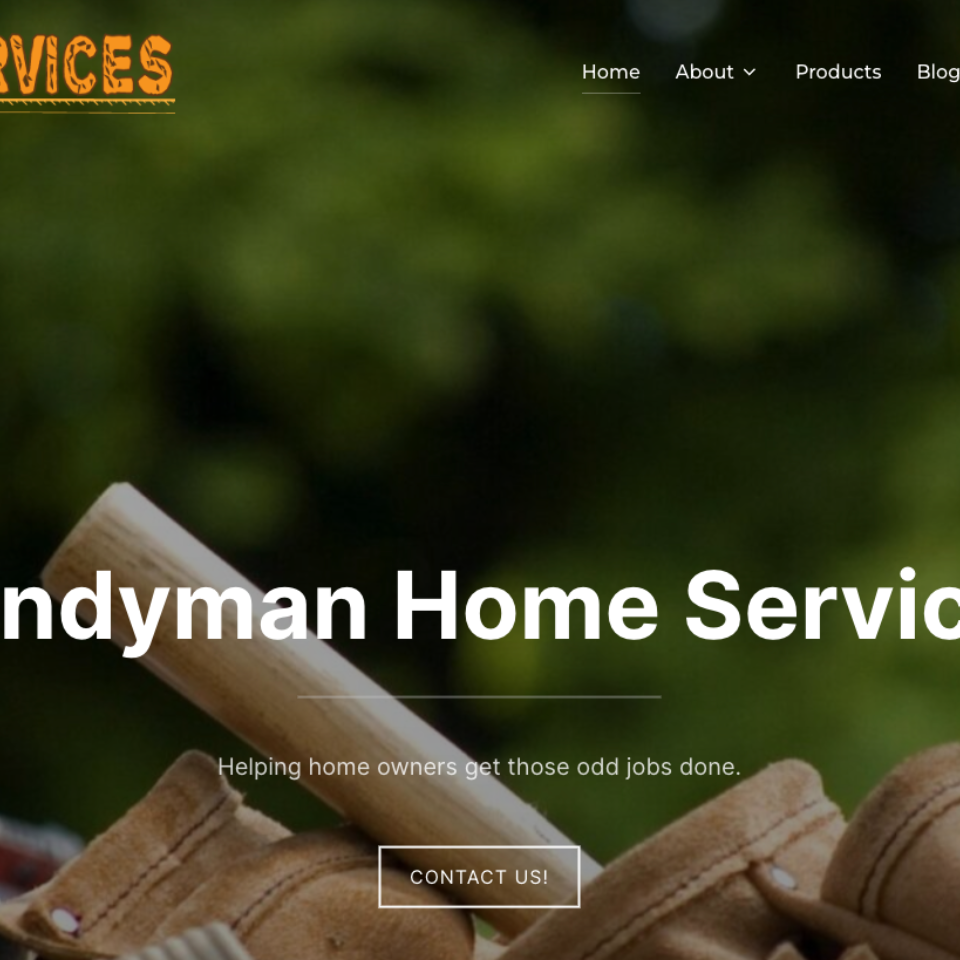 RVICES
Home About Products Blog
ndyman Home Servic
Helping home owners get those odd jobs done.
CONTACT US!